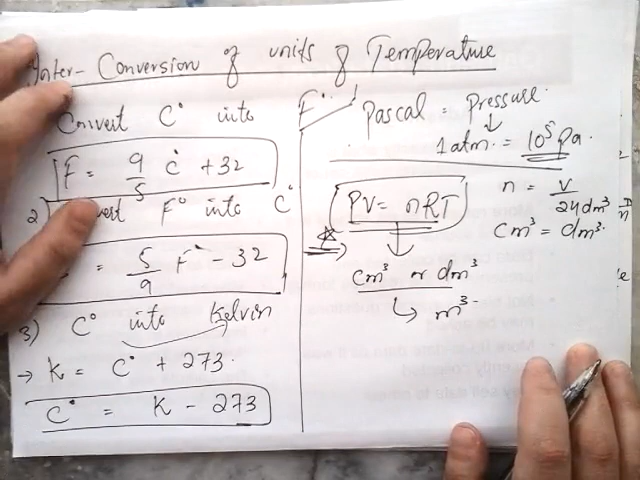 Inter-Conversion of units of Temperature
Convert C° into F°
F = 9/5 C° + 32
2) Convert F° into C°
= 5/9 F° - 32
3) C° into Kelvin
→ K = C° + 273.
C° = K - 273
Pascal = Pressure.
↓
1 atm. = 10⁵ Pa.
PV = nRT
↓
cm³ or dm³
↳ m³
n = V/24dm³
cm³ = dm³.